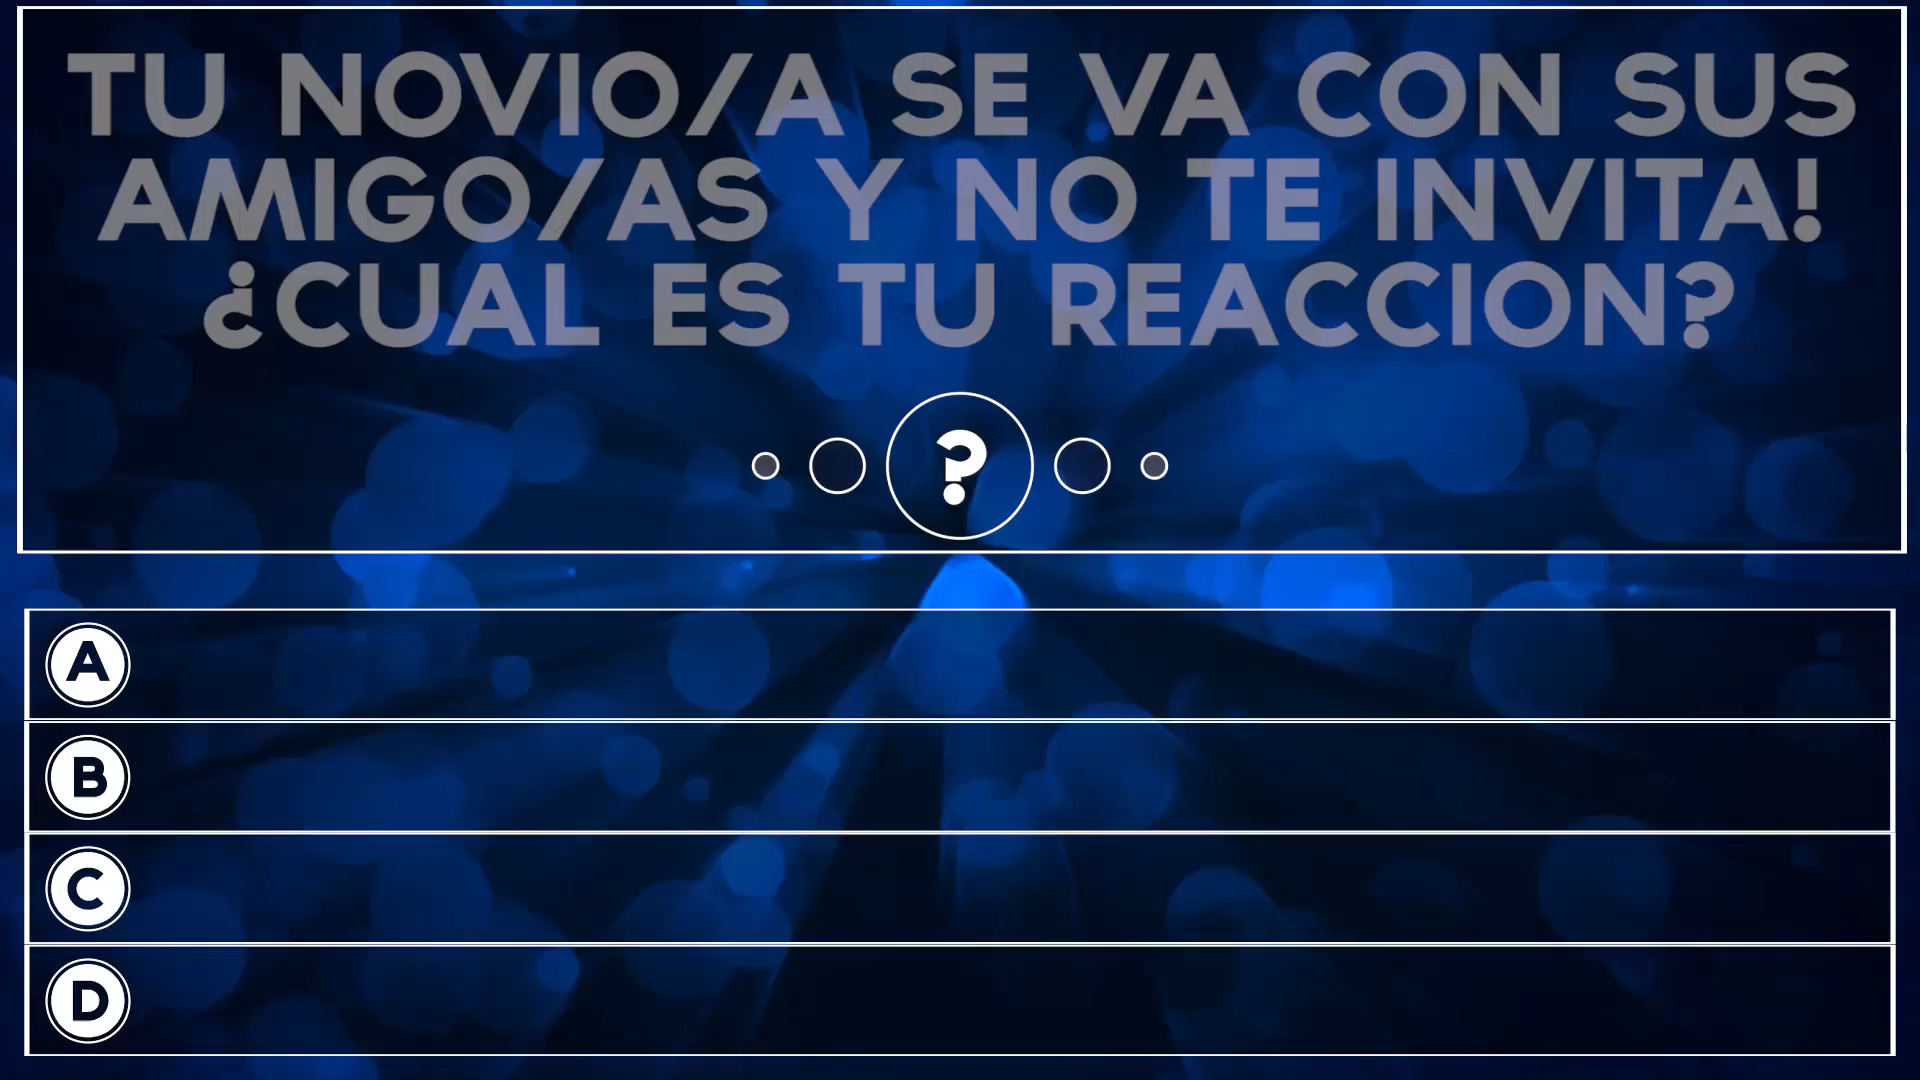 TU NOVIO/A SE VA CON SUS
AMIGO/AS Y NO TE INVITA!
¿CUAL ES TU REACCION?
?
A
B
C
D